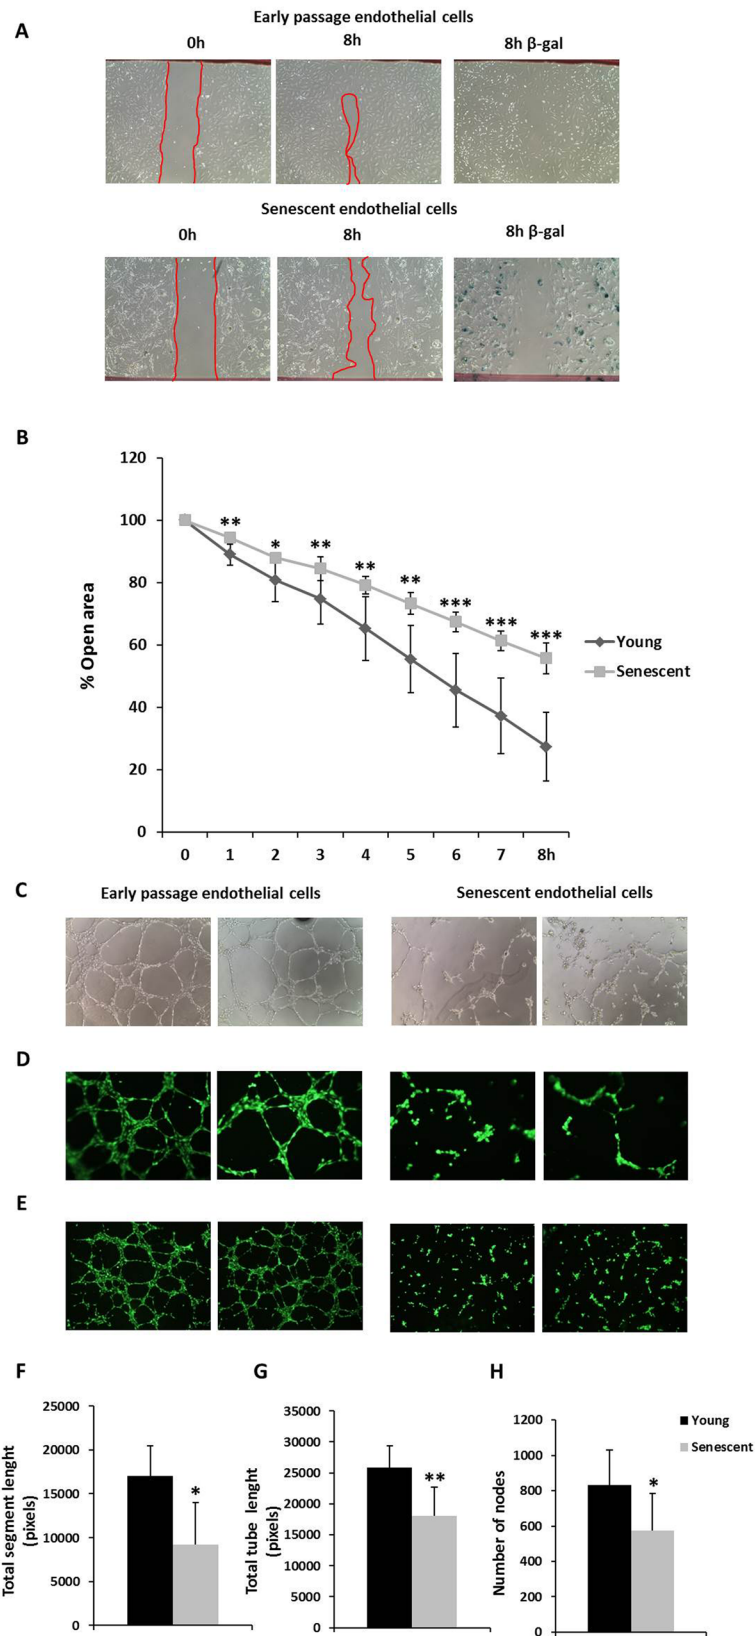 A
Early passage endothelial cells
0h 8h 8h β-gal
Senescent endothelial cells
0h 8h 8h β-gal
B
120
100
80
60
40
20
0
% Open area
** * ** ** ** *** *** ***
0 1 2 3 4 5 6 7 8h
Young
Senescent
C
Early passage endothelial cells Senescent endothelial cells
D
E
F
25000
20000
15000
10000
5000
0
Total segment lenght
(pixels)
*
G
35000
30000
25000
20000
15000
10000
5000
0
Total tube lenght
(pixels)
**
H
1200
1000
800
600
400
200
0
Number of nodes
*
Young
Senescent